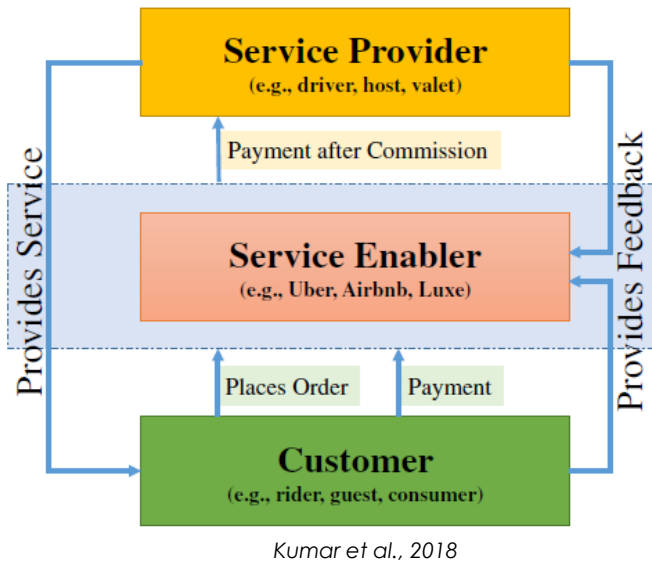 Service Provider
(e.g., driver, host, valet)
Payment after Commission
Provides Service
Provides Feedback
Service Enabler
(e.g., Uber, Airbnb, Luxe)
Places Order
Payment
Customer
(e.g., rider, guest, consumer)
Kumar et al., 2018